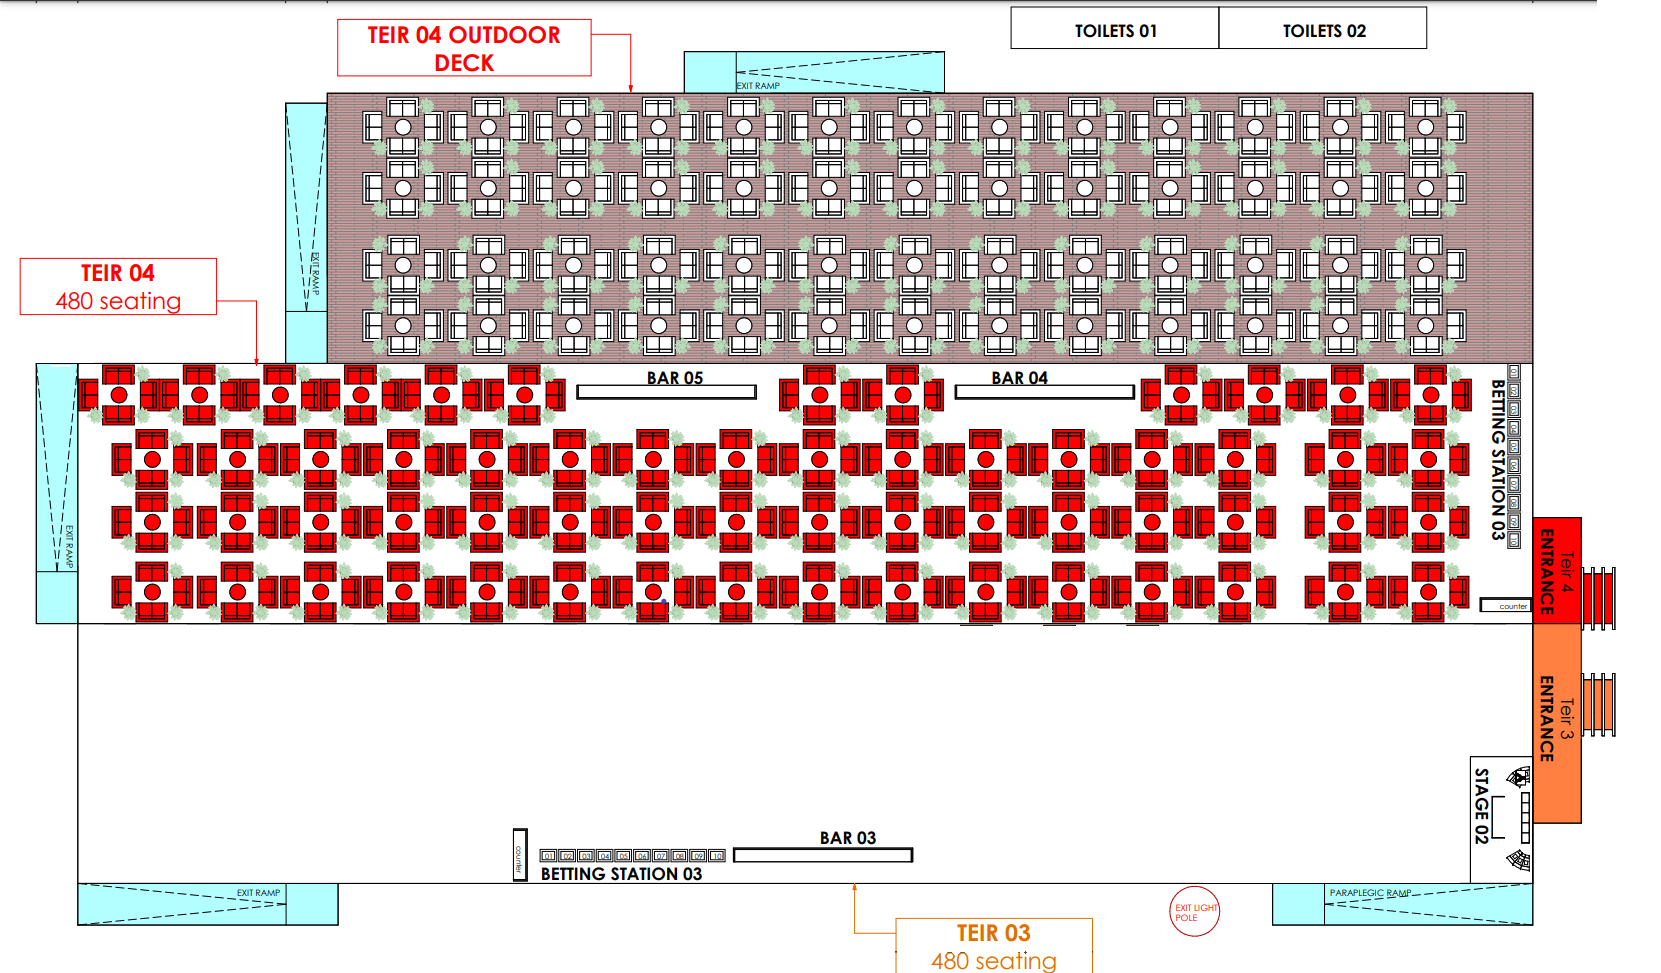 TOILETS 01
TOILETS 02
TEIR 04 OUTDOOR
DECK
EXIT RAMP
EXIT RAMP
TEIR 04
480 seating
BAR 05
BAR 04
BETTING STATION 03
EXIT RAMP
Teir 4
ENTRANCE
counter
Teir 3
ENTRANCE
STAGE 02
BAR 03
counter
01 02 03 04 05 06 07 08 09 10
BETTING STATION 03
EXIT RAMP
PARAPLEGIC RAMP
EXIT LIGHT
POLE
TEIR 03
480 seating